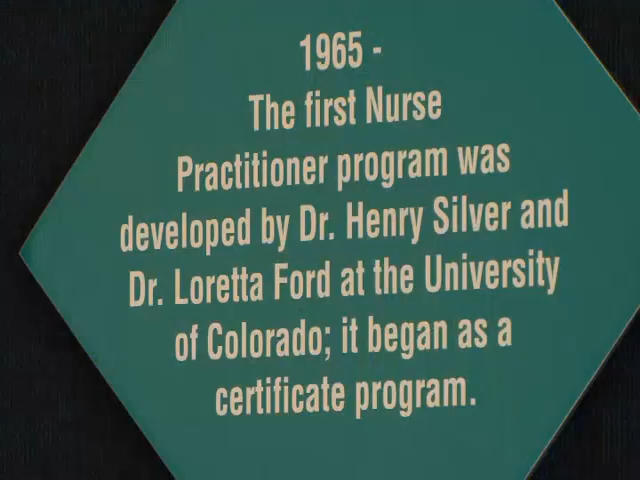 1965 -
The first Nurse
Practitioner program was
developed by Dr. Henry Silver and
Dr. Loretta Ford at the University
of Colorado; it began as a
certificate program.